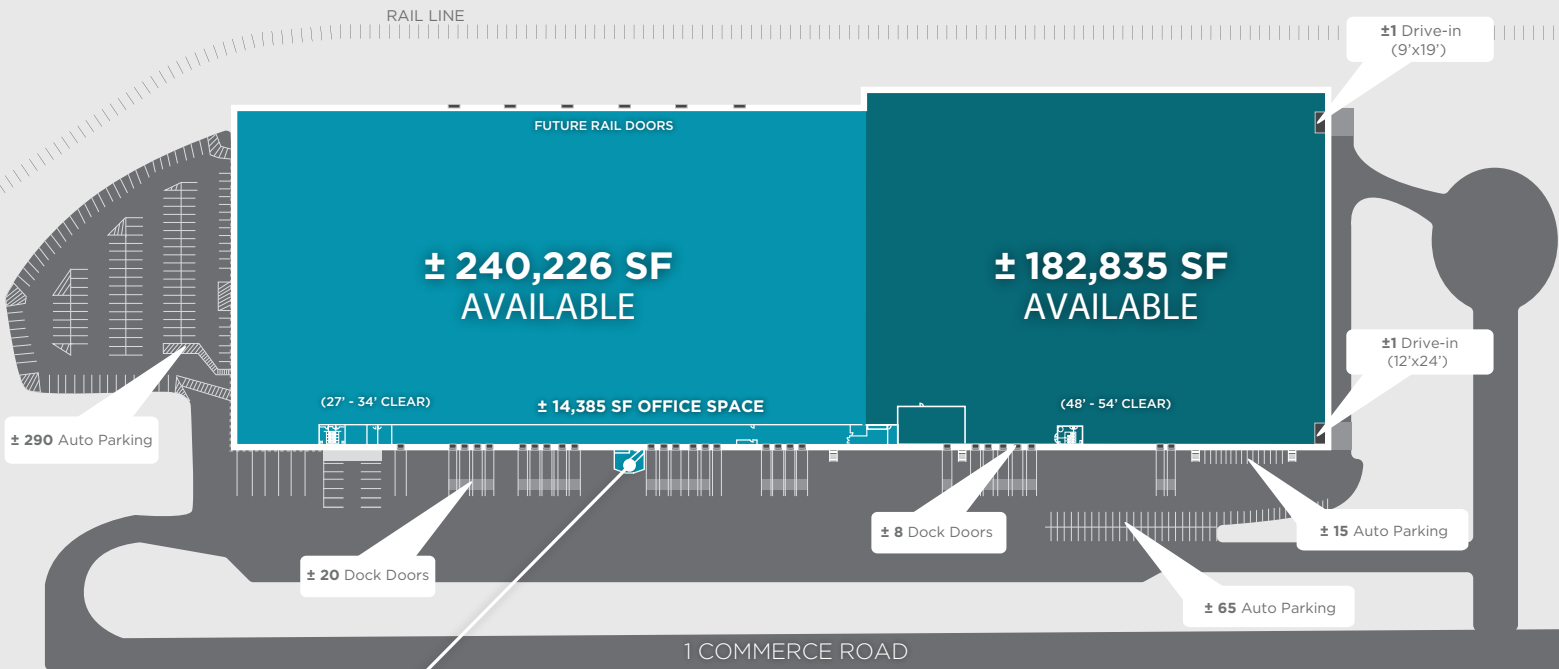 RAIL LINE
±1 Drive-in
(9’x19’)
FUTURE RAIL DOORS
± 240,226 SF
AVAILABLE
± 182,835 SF
AVAILABLE
±1 Drive-in
(12’x24’)
(27’ - 34’ CLEAR)
± 14,385 SF OFFICE SPACE
(48’ - 54’ CLEAR)
± 290 Auto Parking
± 8 Dock Doors
± 15 Auto Parking
± 20 Dock Doors
± 65 Auto Parking
1 COMMERCE ROAD